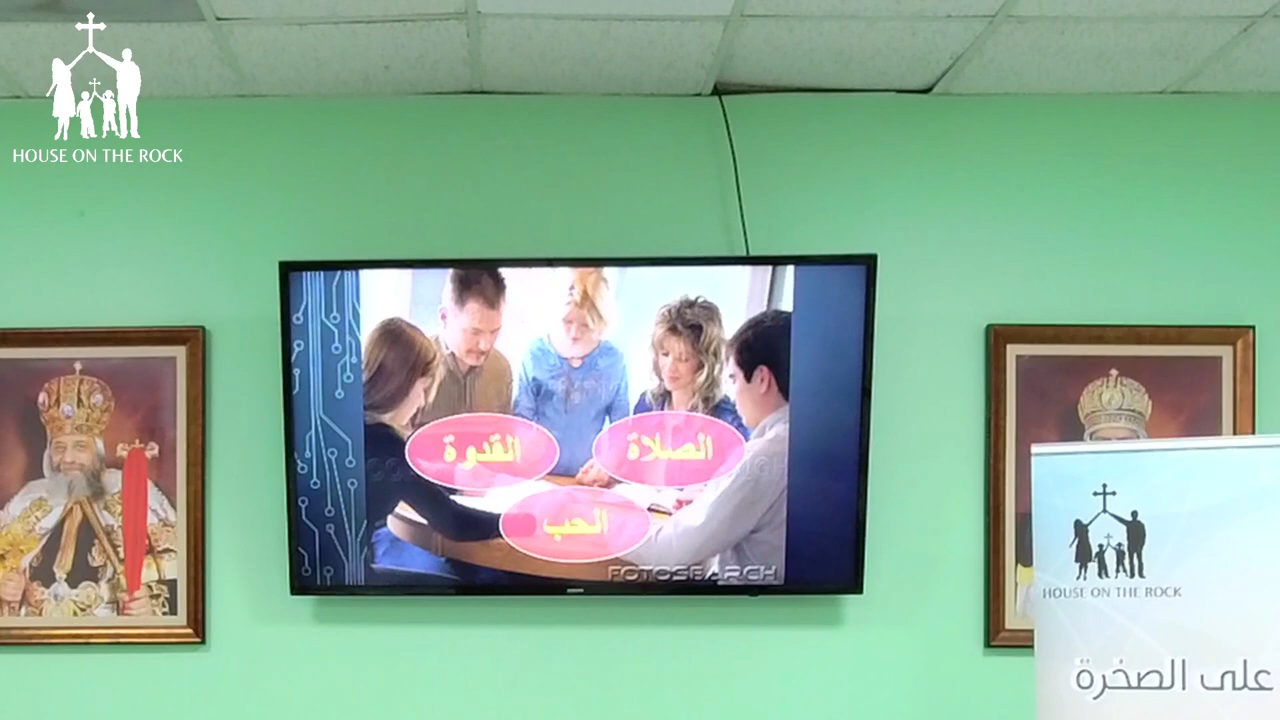 HOUSE ON THE ROCK
القدوة
الصلاة
الحب
FOTOSEARCH
HOUSE ON THE ROCK
على الصخرة